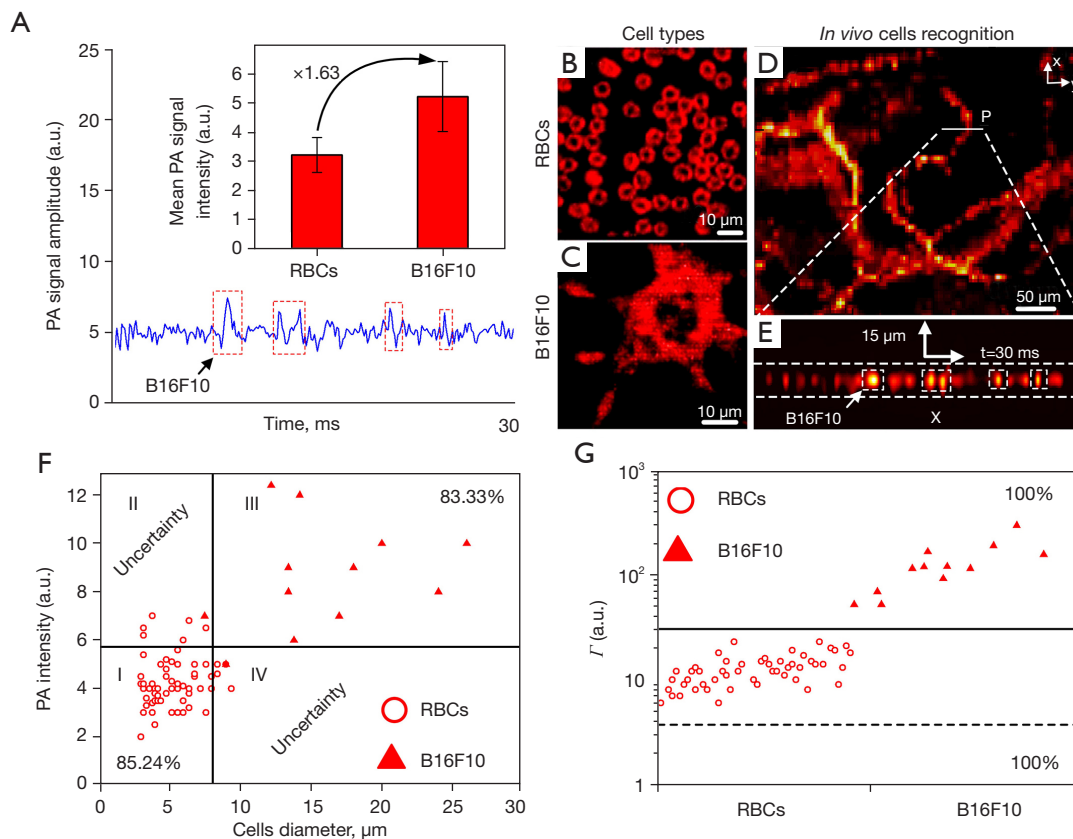 A
PA signal amplitude (a.u.)
25
20
15
10
5
0
Mean PA signal
intensity (a.u.)
6
5
4
3
2
1
0
×1.63
RBCs
B16F10
B16F10
Time, ms
30
Cell types
In vivo cells recognition
B
RBCs
10 µm
C
B16F10
10 µm
D
x
P
50 µm
E
15 µm
t=30 ms
B16F10
X
F
PA intensity (a.u.)
12
10
8
6
4
2
0
II
Uncertainty
III
83.33%
I
IV
Uncertainty
85.24%
RBCs
B16F10
0
5
10
15
20
25
30
Cells diameter, µm
G
Γ (a.u.)
10³
10²
10
1
RBCs
B16F10
100%
100%
RBCs
B16F10